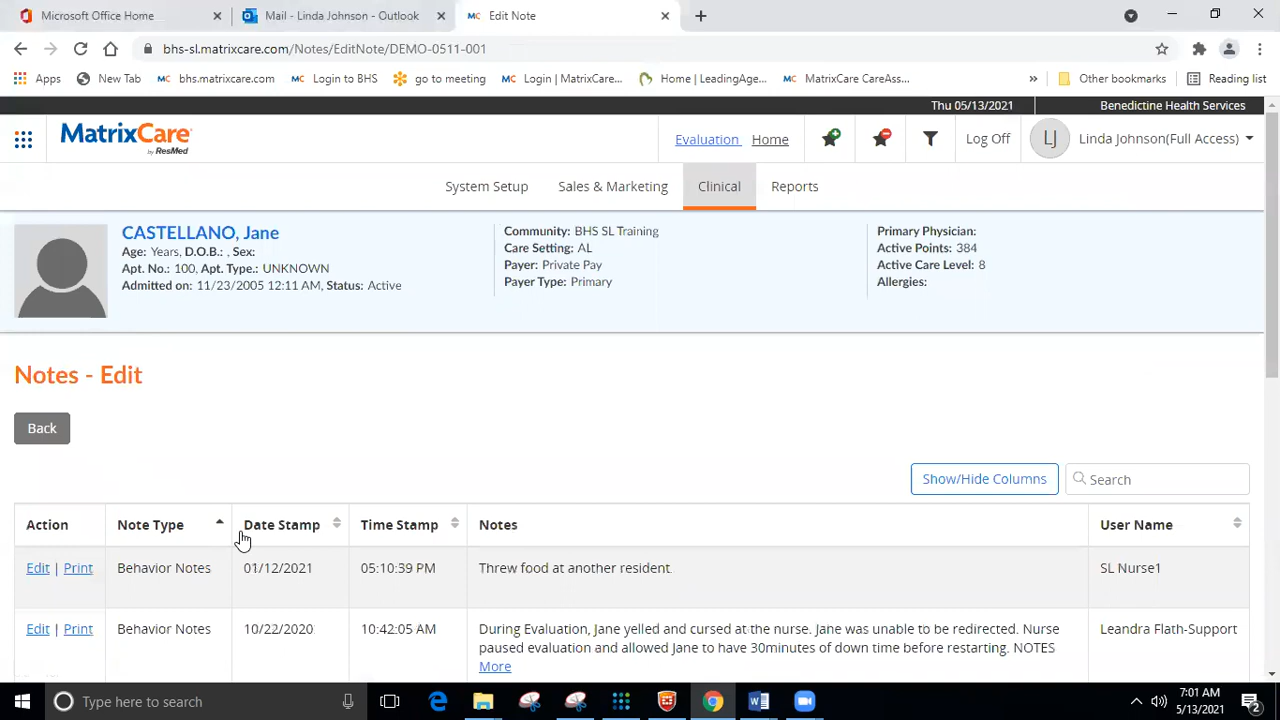 Microsoft Office Home
Mail - Linda Johnson - Outlook
MC Edit Note
bhs-sl.matrixcare.com/Notes/EditNote/DEMO-0511-001
Apps
New Tab
MC bhs.matrixcare.com
MC Login to BHS
go to meeting
MC Login | MatrixCare...
Home | LeadingAge...
MC MatrixCare CareAss...
»
Other bookmarks
Reading list
Thu 05/13/2021
Benedictine Health Services
MatrixCare
by ResMed
Evaluation Home
Log Off
LJ
Linda Johnson(Full Access)
System Setup
Sales & Marketing
Clinical
Reports
CASTELLANO, Jane
Age: Years, D.O.B.: , Sex:
Apt. No.: 100, Apt. Type.: UNKNOWN
Admitted on: 11/23/2005 12:11 AM, Status: Active
Community: BHS SL Training
Care Setting: AL
Payer: Private Pay
Payer Type: Primary
Primary Physician:
Active Points: 384
Active Care Level: 8
Allergies:
Notes - Edit
Back
Show/Hide Columns
Search
Action Note Type Date Stamp Time Stamp Notes User Name
Edit | Print Behavior Notes 01/12/2021 05:10:39 PM Threw food at another resident. SL Nurse1
Edit | Print Behavior Notes 10/22/2020 10:42:05 AM During Evaluation, Jane yelled and cursed at the nurse. Jane was unable to be redirected. Nurse Leandra Flath-Support
paused evaluation and allowed Jane to have 30minutes of down time before restarting. NOTES
More
Type here to search
7:01 AM
5/13/2021
2